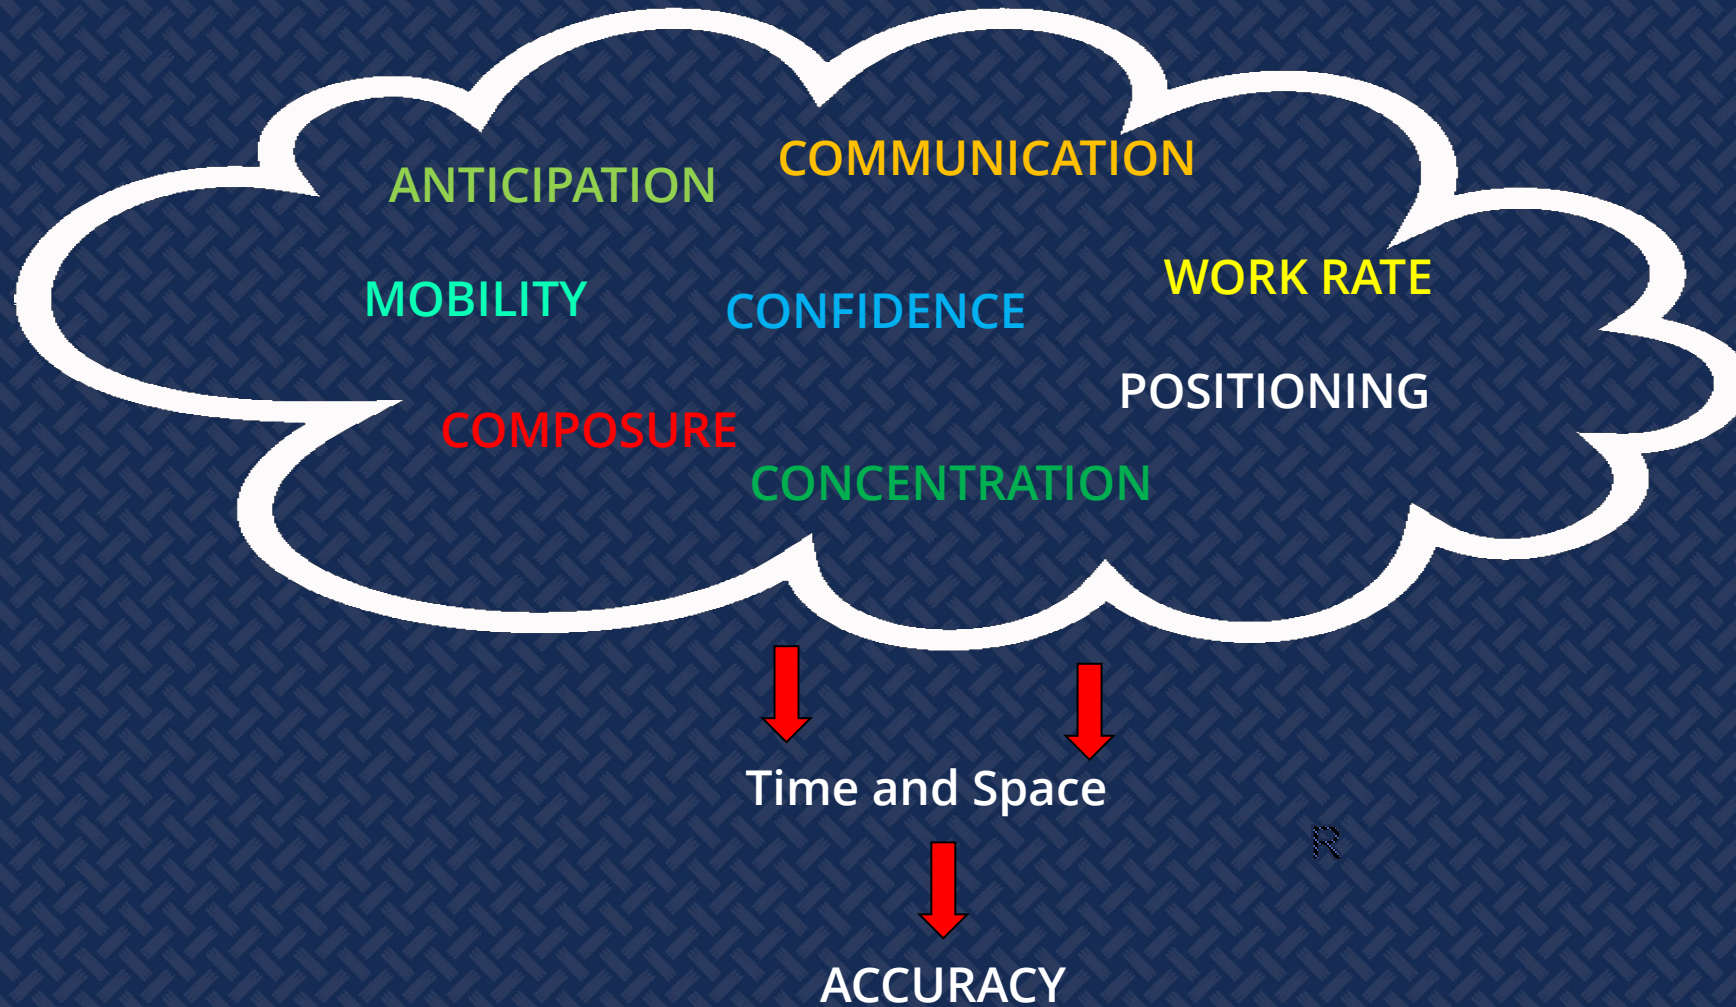 COMMUNICATION
ANTICIPATION
WORK RATE
MOBILITY
CONFIDENCE
POSITIONING
COMPOSURE
CONCENTRATION
Time and Space
R
ACCURACY